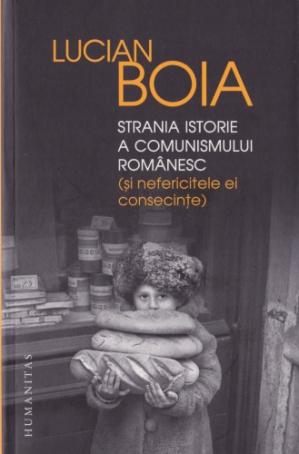 LUCIAN
BOIA
STRANIA ISTORIE
A COMUNISMULUI
ROMÂNESC
(și nefericitele ei
consecințe)
HUMANITAS